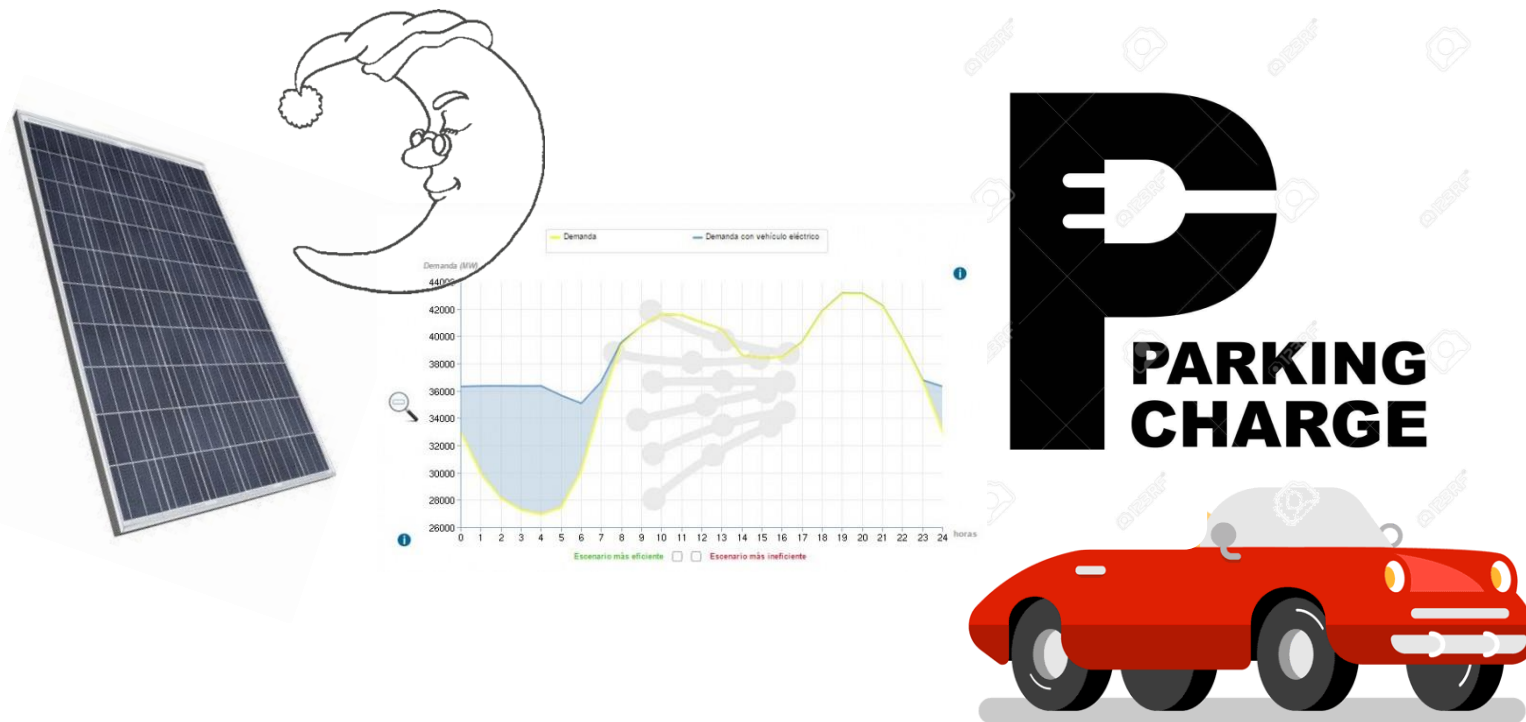 Demanda
Demanda con vehículo eléctrico
Demanda (MW)
44000
42000
40000
38000
36000
34000
32000
30000
28000
26000
0 1 2 3 4 5 6 7 8 9 10 11 12 13 14 15 16 17 18 19 20 21 22 23 24
horas
Escenario más eficiente
Escenario más ineficiente
P
PARKING
CHARGE